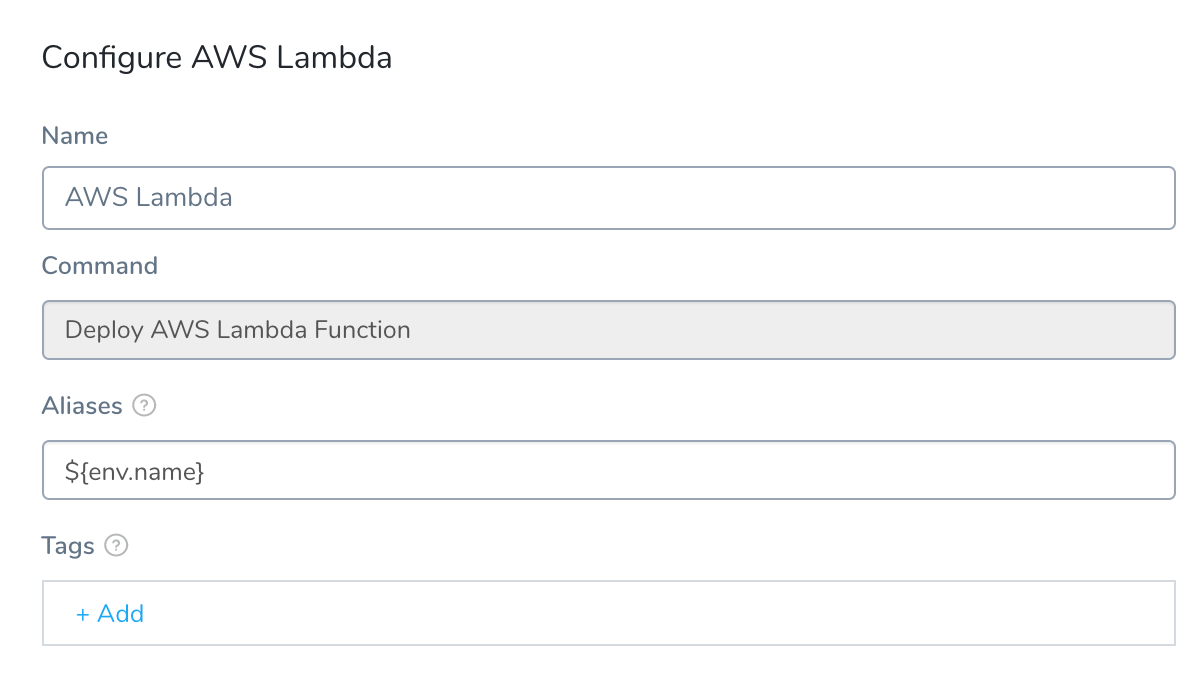 Configure AWS Lambda
Name
AWS Lambda
Command
Deploy AWS Lambda Function
Aliases ?
${env.name}
Tags ?
+ Add